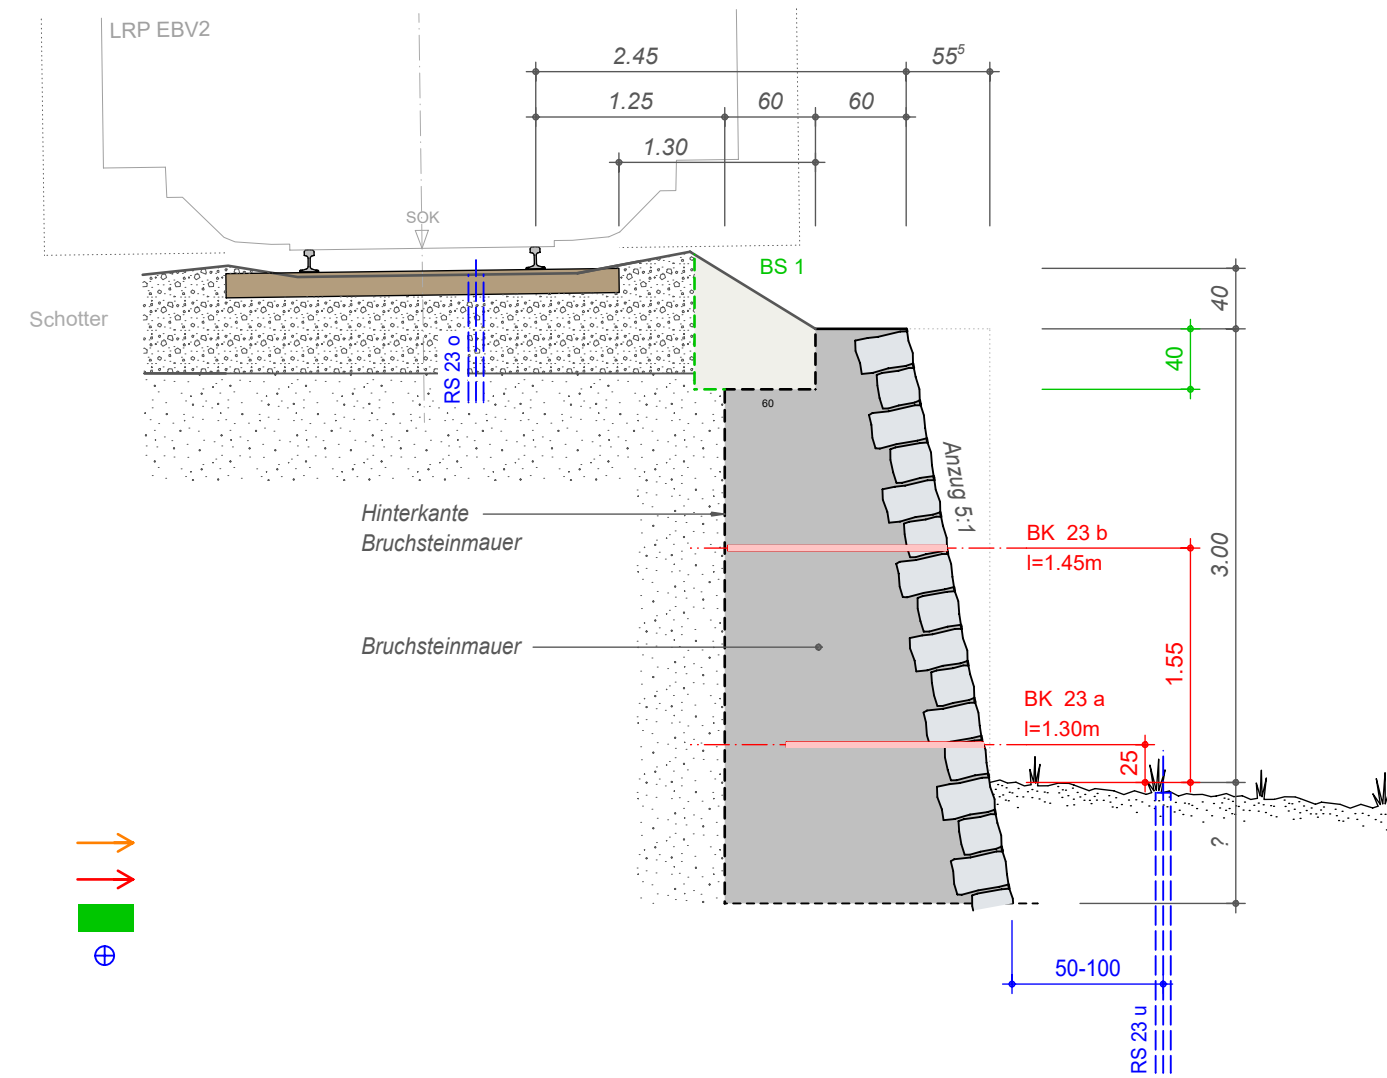 LRP EBV2
2.45
55⁵
1.25
60
60
1.30
SOK
BS 1
40
Schotter
RS 23 o
40
60
Anzug 5:1
Hinterkante
Bruchsteinmauer
BK 23 b
l=1.45m
3.00
Bruchsteinmauer
1.55
BK 23 a
l=1.30m
25
?
50-100
RS 23 u